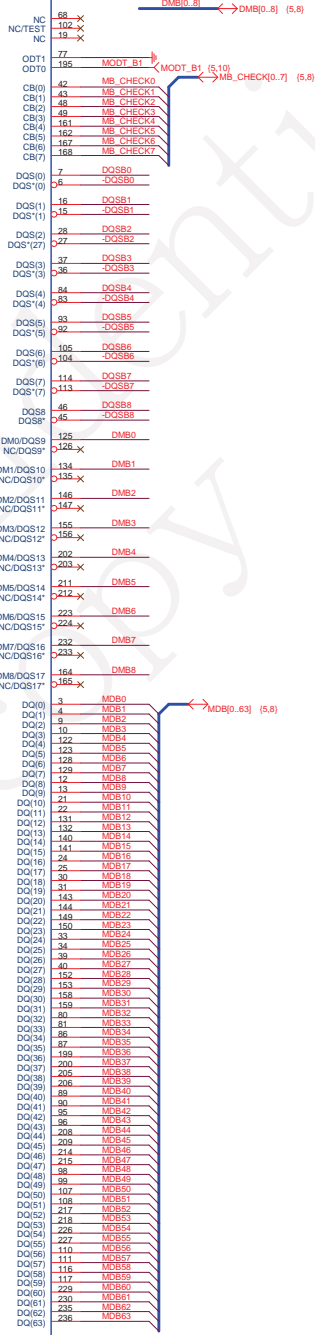 DMB[0..8]
DMB[0..8] {5,8}
NC 68
NC/TEST 102
NC 19
ODT1 77
ODT0 195 MODT_B1 MODT_B1 {5,10}
MB_CHECK[0..7] {5,8}
CB(0) 42 MB_CHECK0
CB(1) 43 MB_CHECK1
CB(2) 48 MB_CHECK2
CB(3) 49 MB_CHECK3
CB(4) 161 MB_CHECK4
CB(5) 162 MB_CHECK5
CB(6) 167 MB_CHECK6
CB(7) 168 MB_CHECK7
DQS(0) 7 DQSB0
DQS*(0) 6 -DQSB0
DQS(1) 16 DQSB1
DQS*(1) 15 -DQSB1
DQS(2) 28 DQSB2
DQS*(27) 27 -DQSB2
DQS(3) 37 DQSB3
DQS*(3) 36 -DQSB3
DQS(4) 84 DQSB4
DQS*(4) 83 -DQSB4
DQS(5) 93 DQSB5
DQS*(5) 92 -DQSB5
DQS(6) 105 DQSB6
DQS*(6) 104 -DQSB6
DQS(7) 114 DQSB7
DQS*(7) 113 -DQSB7
DQS8 46 DQSB8
DQS8* 45 -DQSB8
DM0/DQS9 125 DMB0
NC/DQS9* 126
DM1/DQS10 134 DMB1
NC/DQS10* 135
DM2/DQS11 146 DMB2
NC/DQS11* 147
DM3/DQS12 155 DMB3
NC/DQS12* 156
DM4/DQS13 202 DMB4
NC/DQS13* 203
DM5/DQS14 211 DMB5
NC/DQS14* 212
DM6/DQS15 223 DMB6
NC/DQS15* 224
DM7/DQS16 232 DMB7
NC/DQS16* 233
DM8/DQS17 164 DMB8
NC/DQS17* 165
DQ(0) 3 MDB0
MDB[0..63] {5,8}
DQ(1) 4 MDB1
DQ(2) 9 MDB2
DQ(3) 10 MDB3
DQ(4) 122 MDB4
DQ(5) 123 MDB5
DQ(6) 128 MDB6
DQ(7) 129 MDB7
DQ(8) 12 MDB8
DQ(9) 13 MDB9
DQ(10) 21 MDB10
DQ(11) 22 MDB11
DQ(12) 131 MDB12
DQ(13) 132 MDB13
DQ(14) 140 MDB14
DQ(15) 141 MDB15
DQ(16) 24 MDB16
DQ(17) 25 MDB17
DQ(18) 30 MDB18
DQ(19) 31 MDB19
DQ(20) 143 MDB20
DQ(21) 144 MDB21
DQ(22) 149 MDB22
DQ(23) 150 MDB23
DQ(24) 33 MDB24
DQ(25) 34 MDB25
DQ(26) 39 MDB26
DQ(27) 40 MDB27
DQ(28) 152 MDB28
DQ(29) 153 MDB29
DQ(30) 158 MDB30
DQ(31) 159 MDB31
DQ(32) 80 MDB32
DQ(33) 81 MDB33
DQ(34) 86 MDB34
DQ(35) 87 MDB35
DQ(36) 199 MDB36
DQ(37) 200 MDB37
DQ(38) 205 MDB38
DQ(39) 206 MDB39
DQ(40) 89 MDB40
DQ(41) 90 MDB41
DQ(42) 95 MDB42
DQ(43) 96 MDB43
DQ(44) 208 MDB44
DQ(45) 209 MDB45
DQ(46) 214 MDB46
DQ(47) 215 MDB47
DQ(48) 98 MDB48
DQ(49) 99 MDB49
DQ(50) 107 MDB50
DQ(51) 108 MDB51
DQ(52) 217 MDB52
DQ(53) 218 MDB53
DQ(54) 226 MDB54
DQ(55) 227 MDB55
DQ(56) 110 MDB56
DQ(57) 111 MDB57
DQ(58) 116 MDB58
DQ(59) 117 MDB59
DQ(60) 229 MDB60
DQ(61) 230 MDB61
DQ(62) 235 MDB62
DQ(63) 236 MDB63